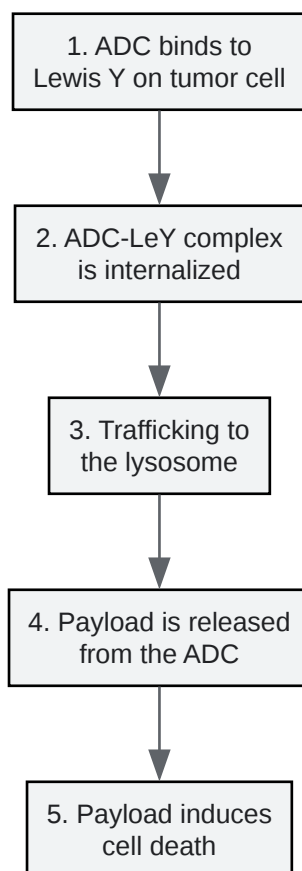 1. ADC binds to
Lewis Y on tumor cell
2. ADC-LeY complex
is internalized
3. Trafficking to
the lysosome
4. Payload is released
from the ADC
5. Payload induces
cell death